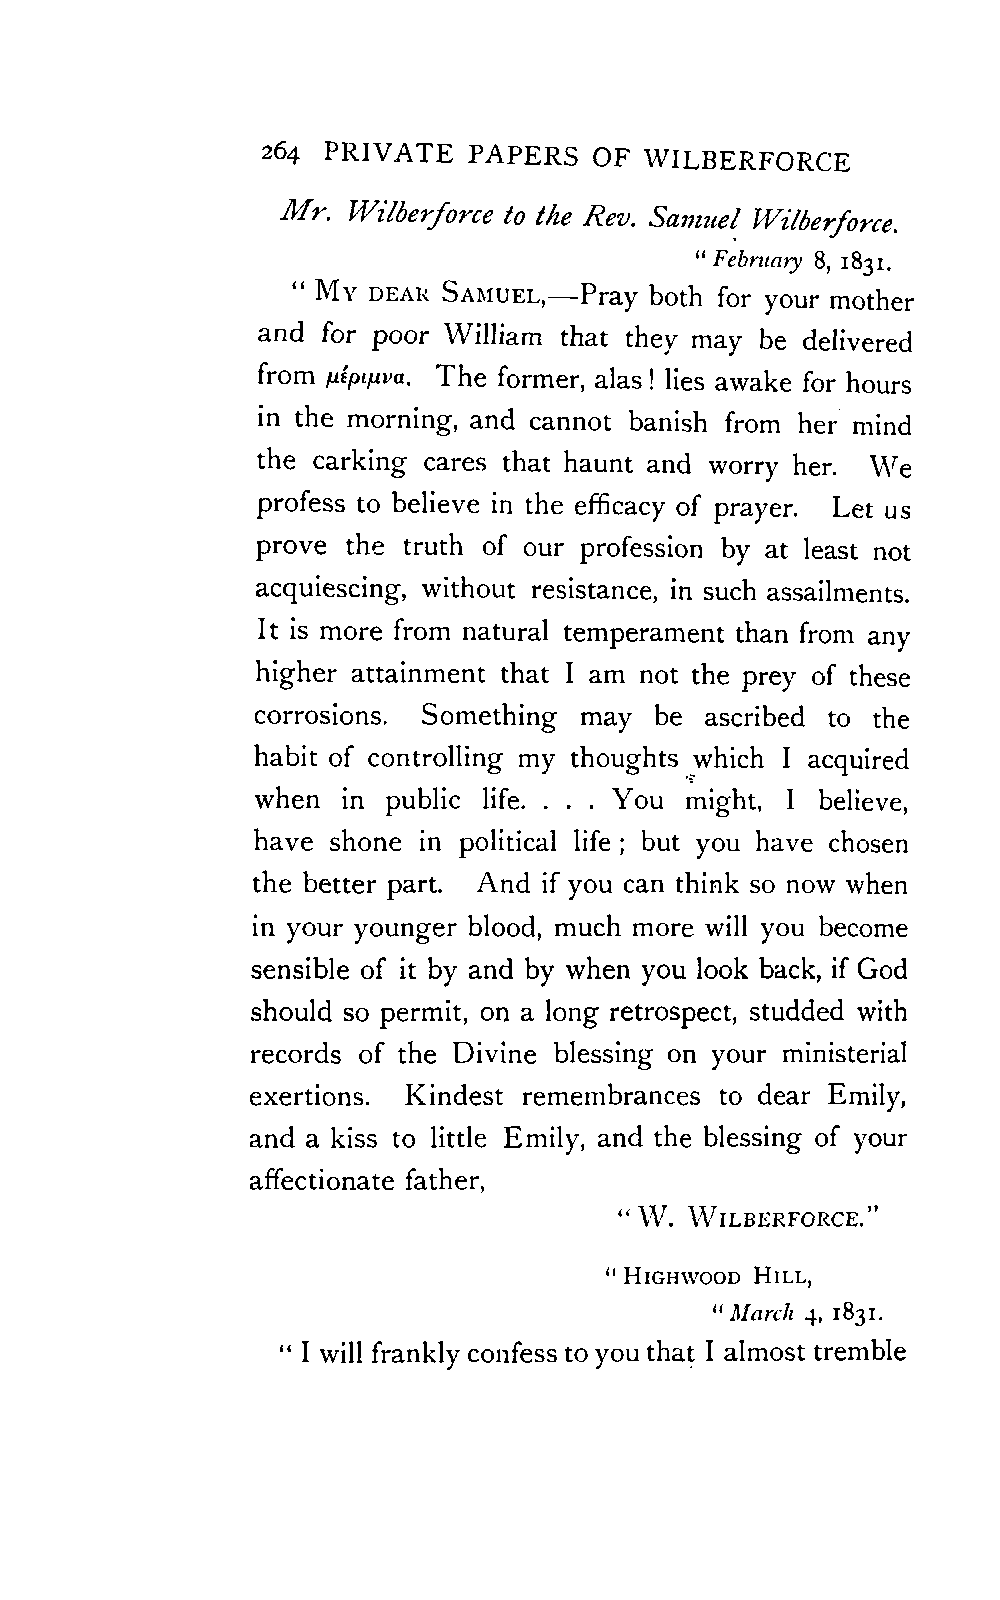 264 PRIVATE PAPERS OF WILBERFORCE
Mr. Wilberforce to the Rev. Samuel Wilberforce.
“ February 8, 1831.
“ MY DEAR SAMUEL,—Pray both for your mother
and for poor William that they may be delivered
from μέριμνα. The former, alas ! lies awake for hours
in the morning, and cannot banish from her mind
the carking cares that haunt and worry her. We
profess to believe in the efficacy of prayer. Let us
prove the truth of our profession by at least not
acquiescing, without resistance, in such assailments.
It is more from natural temperament than from any
higher attainment that I am not the prey of these
corrosions. Something may be ascribed to the
habit of controlling my thoughts which I acquired
when in public life. . . . You might, I believe,
have shone in political life ; but you have chosen
the better part. And if you can think so now when
in your younger blood, much more will you become
sensible of it by and by when you look back, if God
should so permit, on a long retrospect, studded with
records of the Divine blessing on your ministerial
exertions. Kindest remembrances to dear Emily,
and a kiss to little Emily, and the blessing of your
affectionate father,
“ W. WILBERFORCE.”
“ HIGHWOOD HILL,
“ March 4, 1831.
“ I will frankly confess to you that I almost tremble